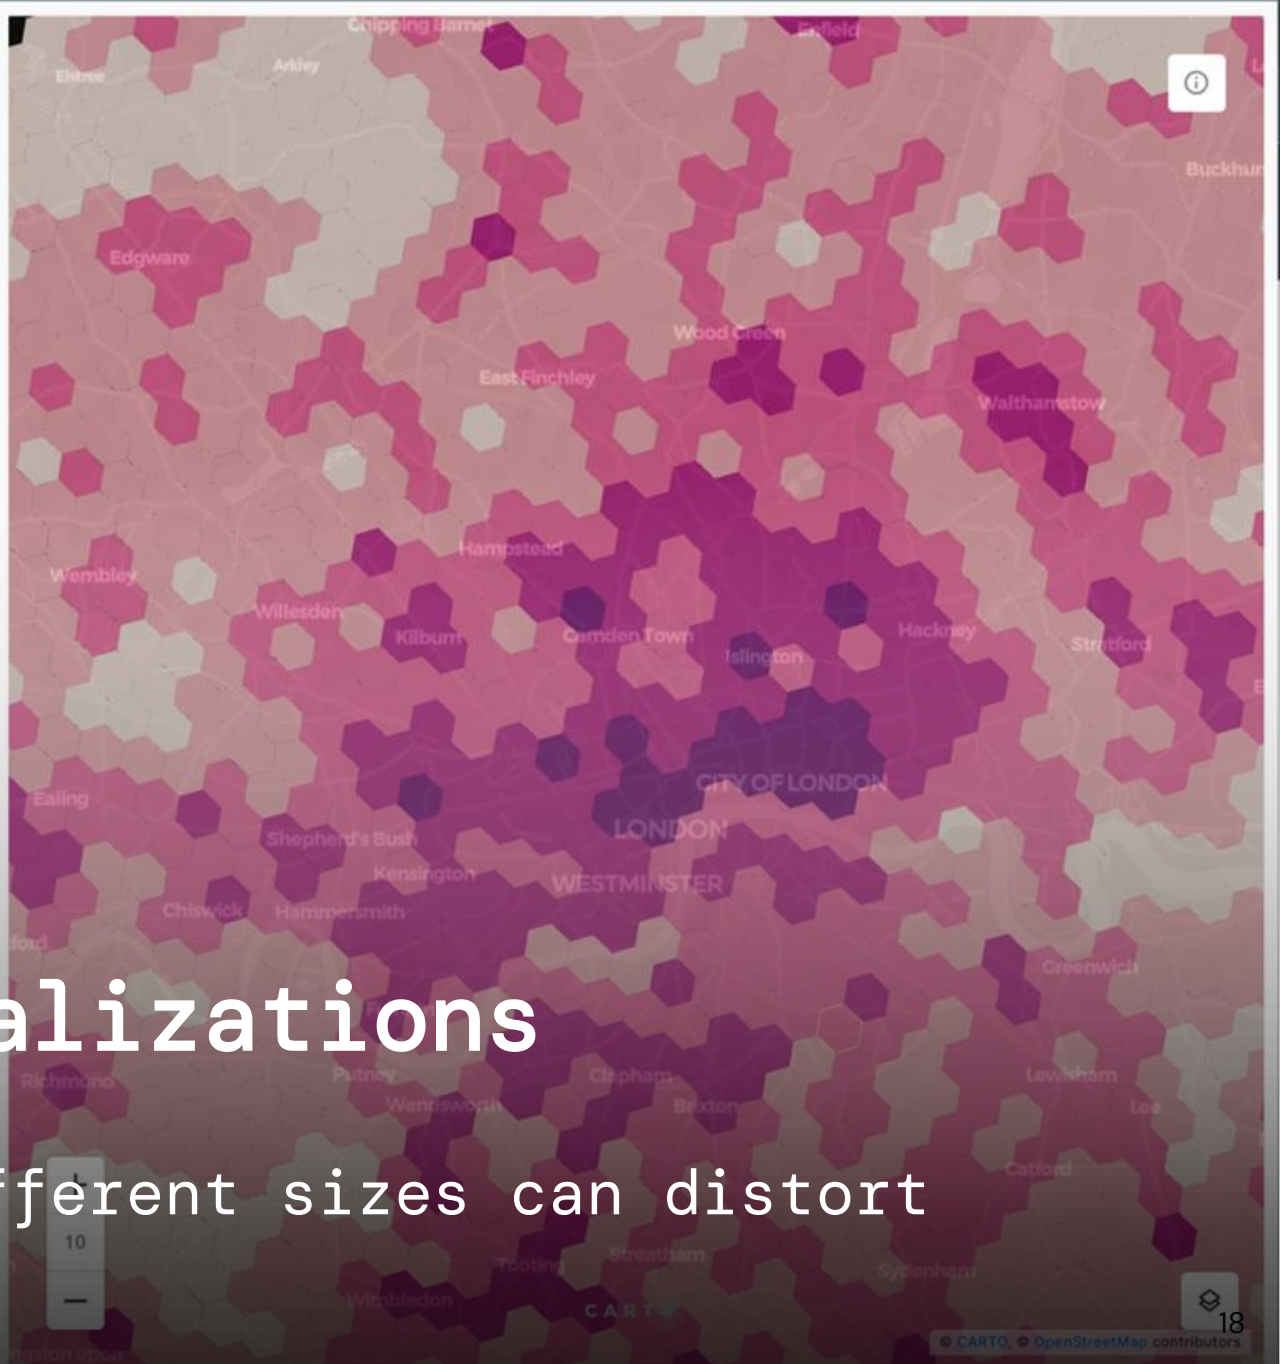 Chipping Barnet
Enfield
Elstree
Arkley
Edgware
Wood Green
East Finchley
Walthamstow
Hampstead
Wembley
Willesden
Kilburn
Camden Town
Islington
Hackney
Stratford
CITY OF LONDON
Ealing
LONDON
Shepherd's Bush
Kensington
WESTMINSTER
Chiswick
Hammersmith
Greenwich
alizations
Richmond
Putney
Clapham
Lewisham
Wandsworth
Brixton
Lee
Catford
fferent sizes can distort
10
Streatham
Tooting
Sydenham
Wimbledon
CARTO
18
© CARTO, © OpenStreetMap contributors